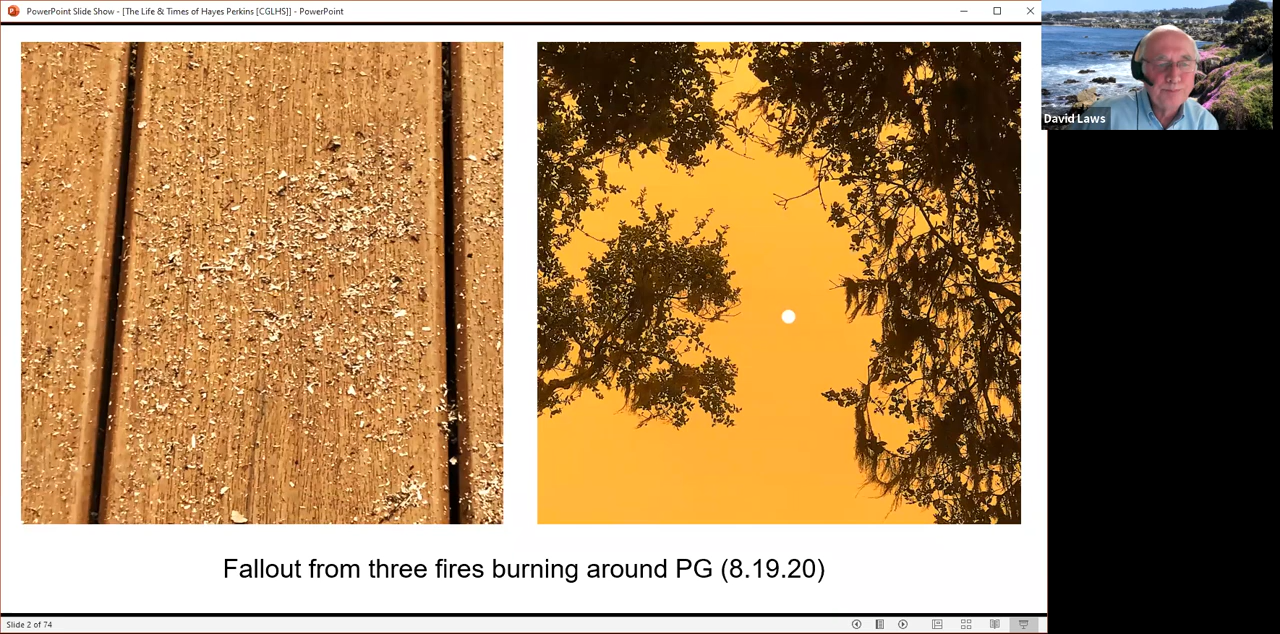 PowerPoint Slide Show - [The Life & Times of Hayes Perkins [CGLHS]] - PowerPoint
David Laws
Fallout from three fires burning around PG (8.19.20)
Slide 2 of 74